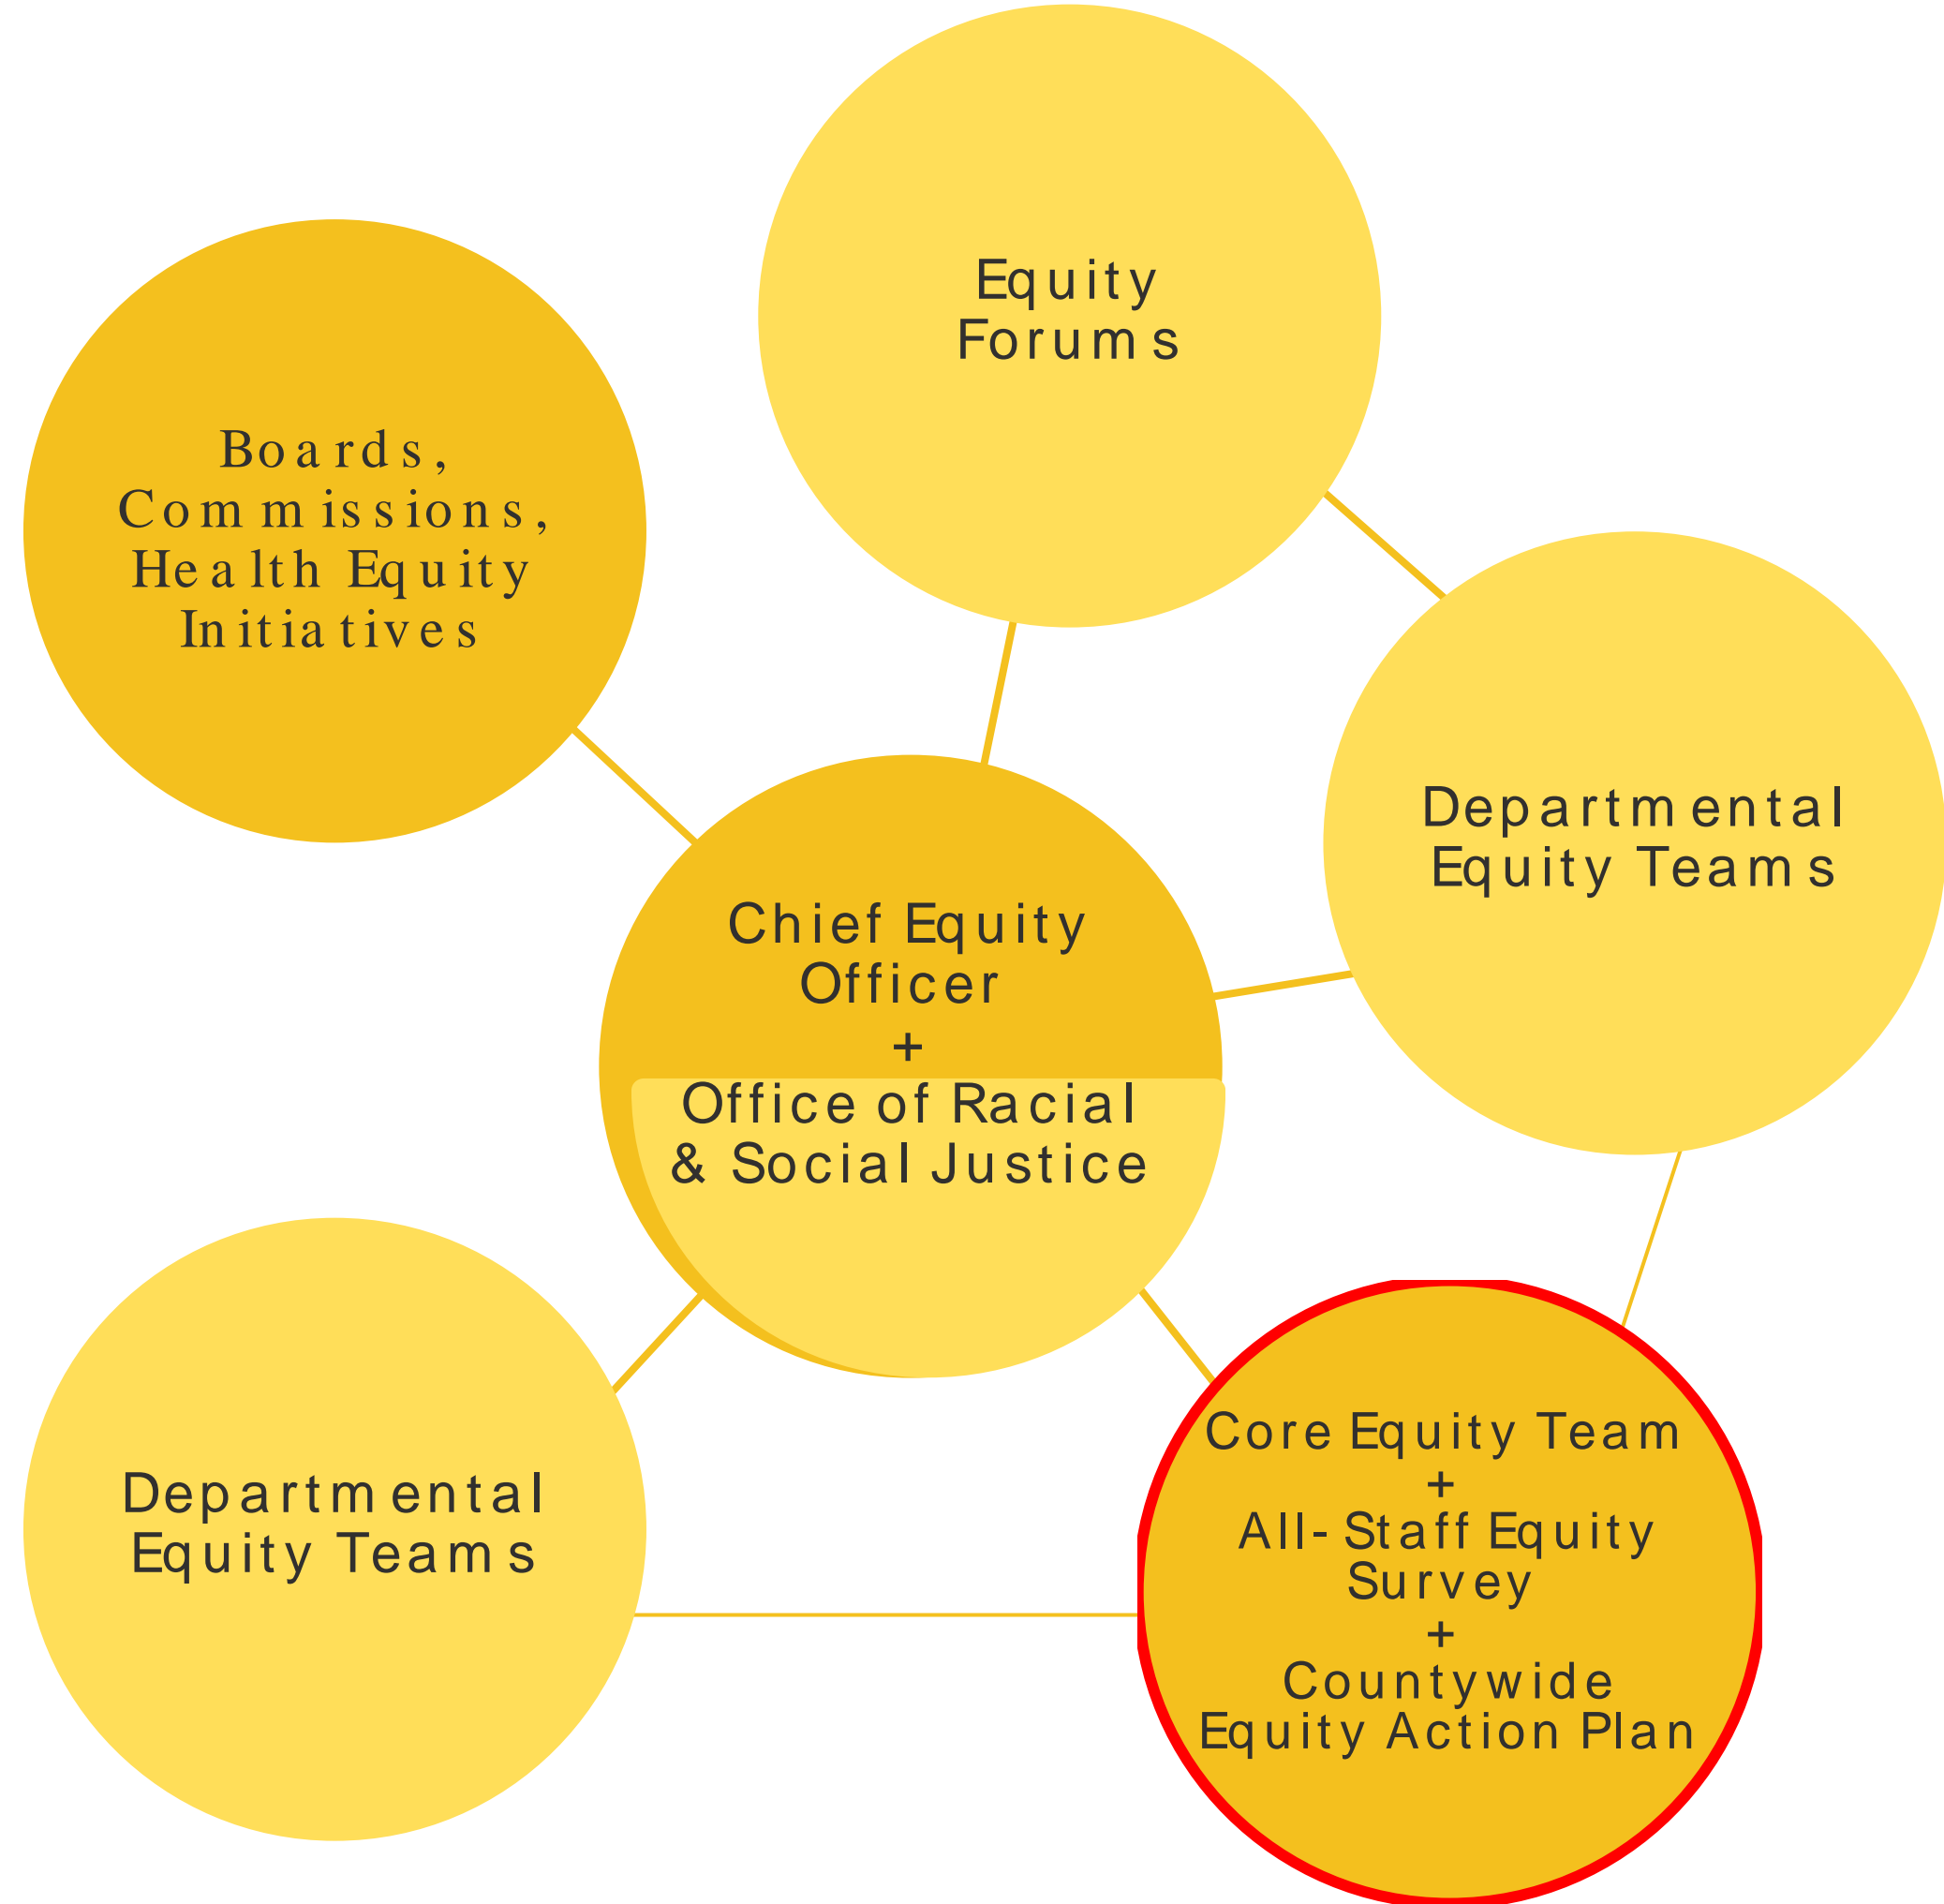 Equity
Forums
Boards,
Commissions,
Health Equity
Initiatives
Departmental
Equity Teams
Chief Equity
Officer
+
Office of Racial
& Social Justice
Departmental
Equity Teams
Core Equity Team
+
All- Staff Equity
Survey
+
Countywide
Equity Action Plan